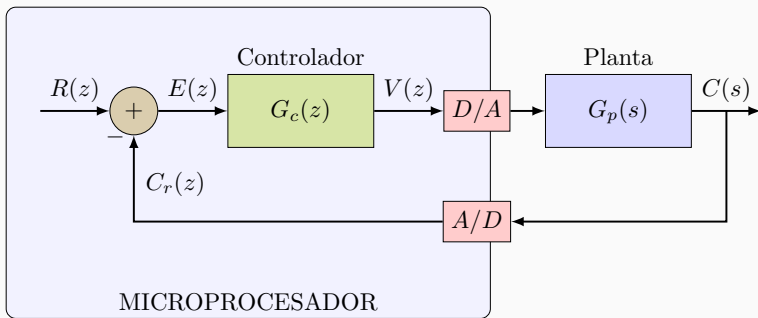 Controlador
Planta
R(z)
+
−
E(z)
G_c(z)
V(z)
D/A
G_p(s)
C(s)
C_r(z)
A/D
MICROPROCESADOR